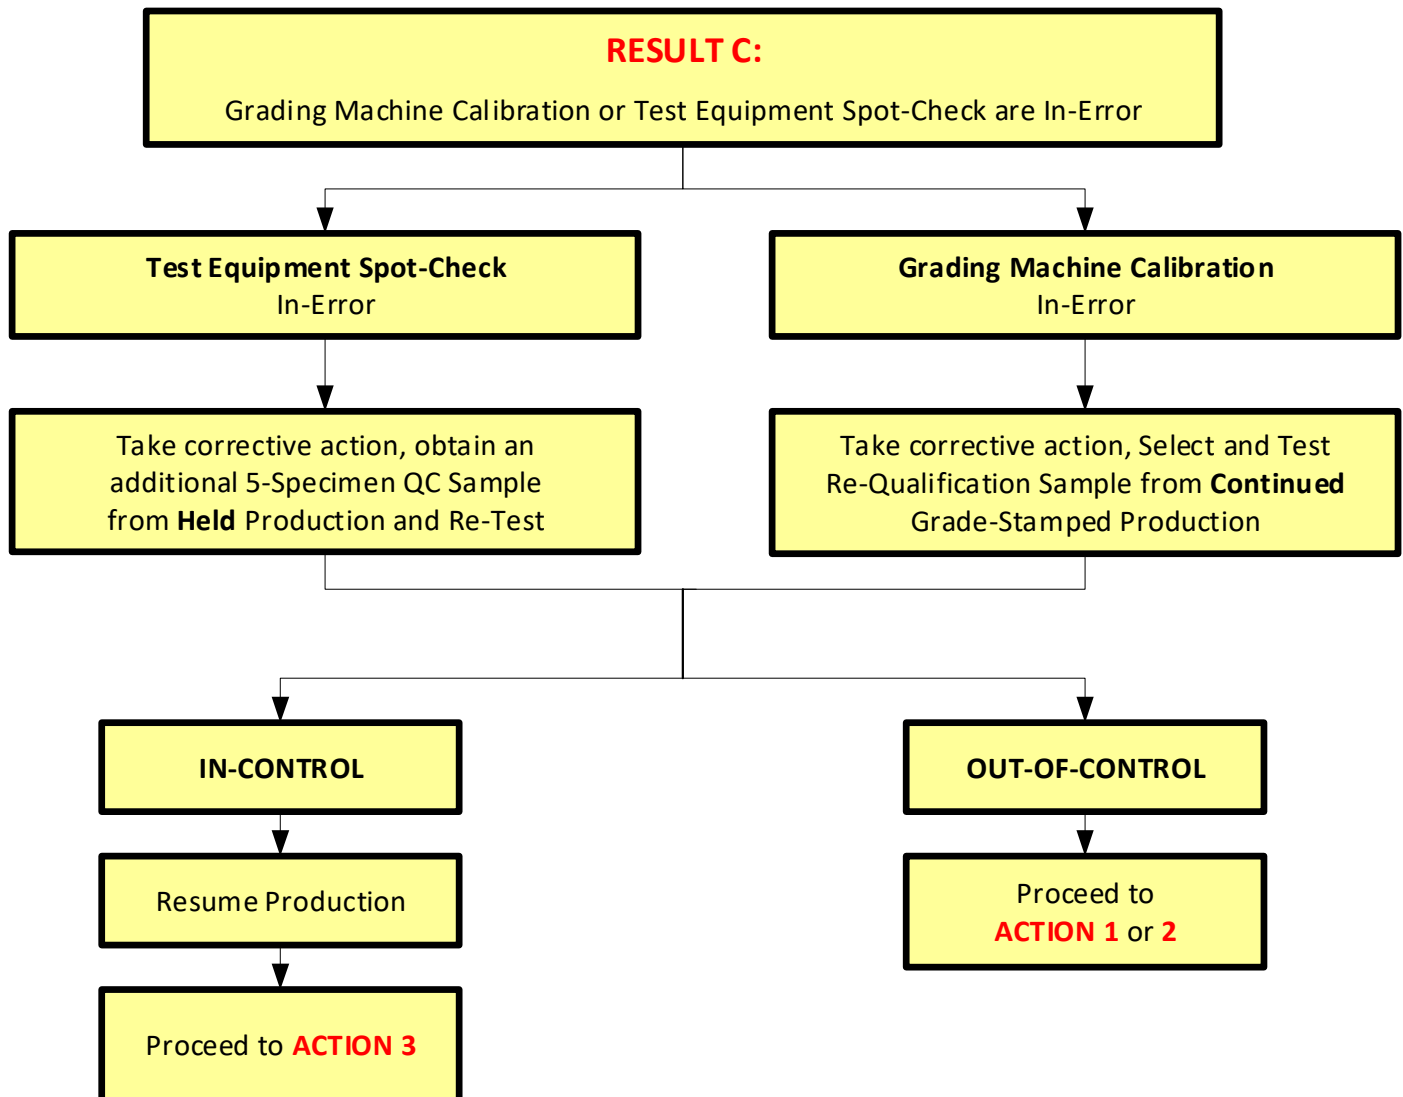 RESULT C:
Grading Machine Calibration or Test Equipment Spot-Check are In-Error
Test Equipment Spot-Check
In-Error
Grading Machine Calibration
In-Error
Take corrective action, obtain an
additional 5-Specimen QC Sample
from Held Production and Re-Test
Take corrective action, Select and Test
Re-Qualification Sample from Continued
Grade-Stamped Production
IN-CONTROL
OUT-OF-CONTROL
Resume Production
Proceed to
ACTION 1 or 2
Proceed to ACTION 3